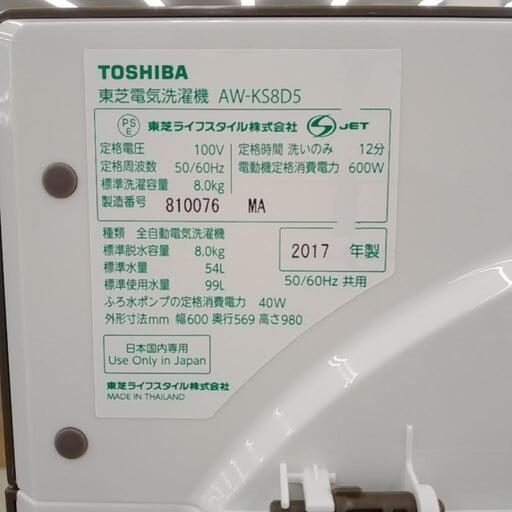 TOSHIBA
東芝電気洗濯機 AW-KS8D5
PS E 東芝ライフスタイル株式会社 S JET
定格電圧 100V 定格時間 洗いのみ 12分
定格周波数 50/60Hz 電動機定格消費電力 600W
標準洗濯容量 8.0kg
製造番号 810076 MA
種類 全自動電気洗濯機
標準脱水容量 8.0kg 2017 年製
標準水量 54L
標準使用水量 99L 50/60Hz 共用
ふろ水ポンプの定格消費電力 40W
外形寸法mm 幅600 奥行569 高さ980
日本国内専用
Use Only in Japan
東芝ライフスタイル株式会社
MADE IN THAILAND